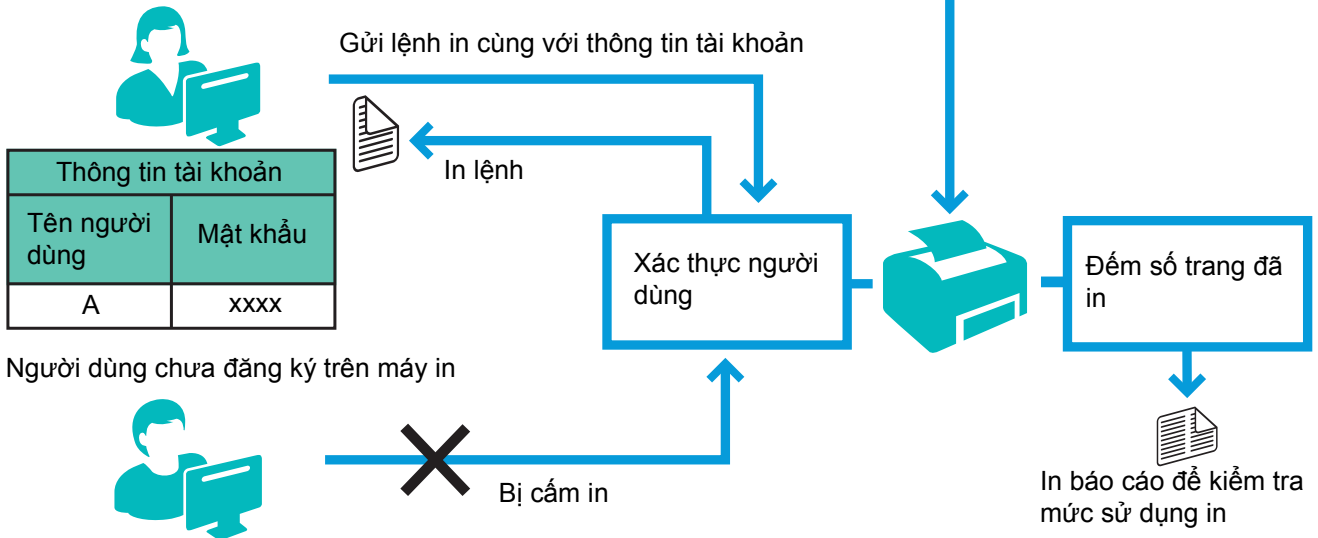 Gửi lệnh in cùng với thông tin tài khoản
In lệnh
Thông tin tài khoản
Tên người
dùng
Mật khẩu
A
xxxx
Xác thực người
dùng
Đếm số trang đã
in
Người dùng chưa đăng ký trên máy in
Bị cấm in
In báo cáo để kiểm tra
mức sử dụng in